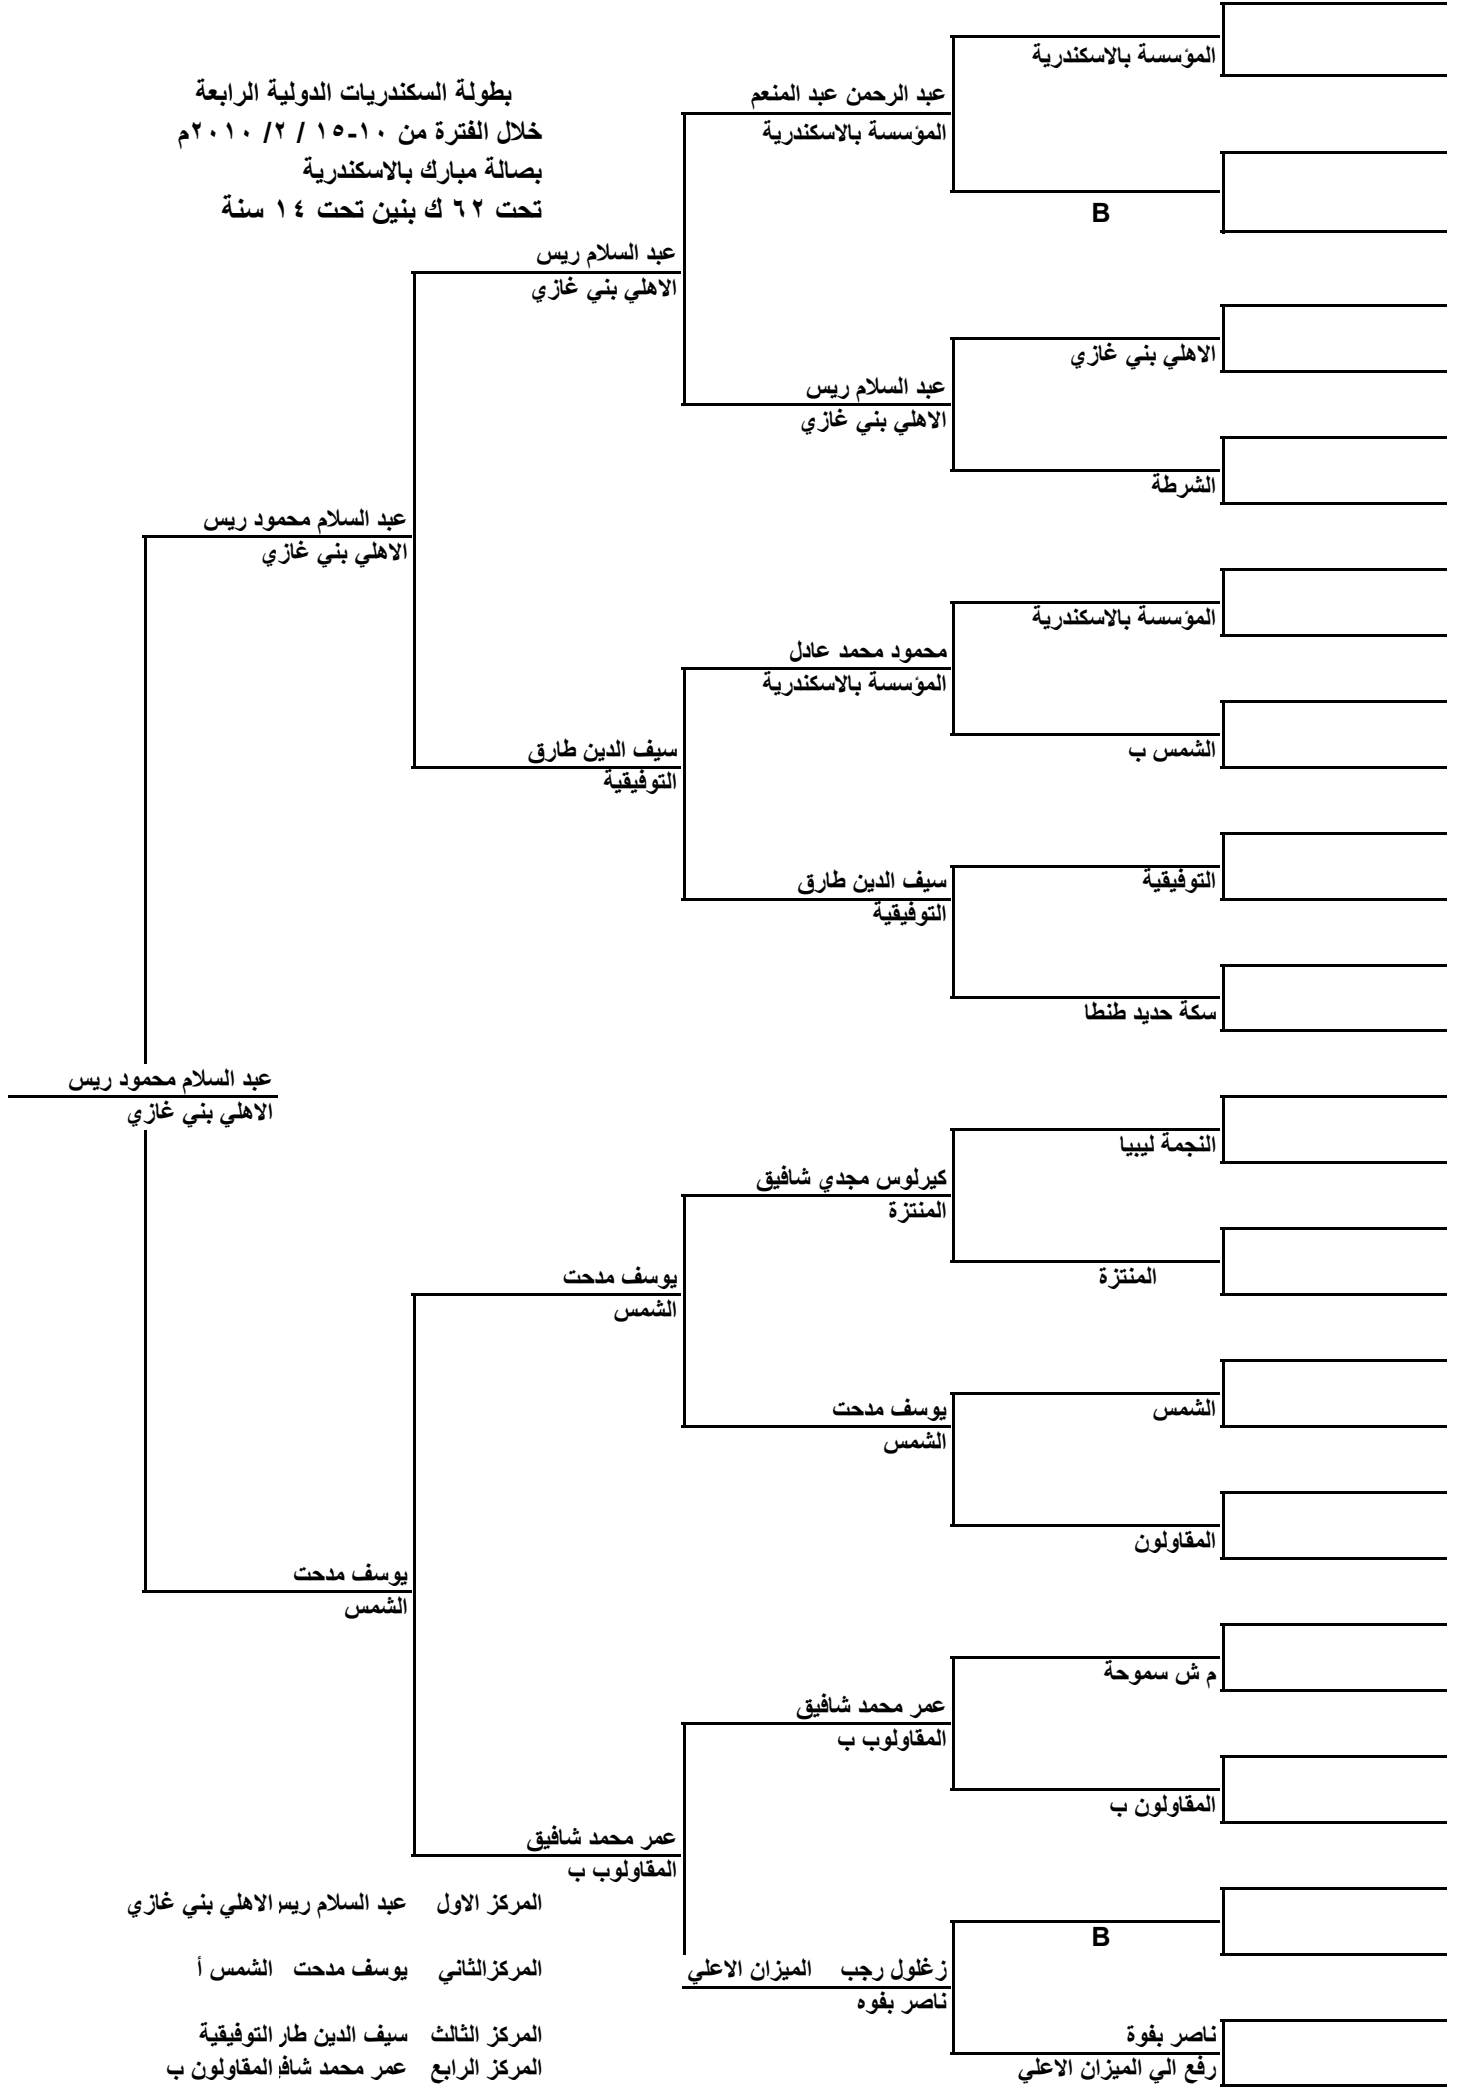 بطولة السكندريات الدولية الرابعة
خلال الفترة من ١٠-١٥ / ٢/ ٢٠١٠م
بصالة مبارك بالاسكندرية
تحت ٦٢ ك بنين تحت ١٤ سنة
المؤسسة بالاسكندرية
عبد الرحمن عبد المنعم
المؤسسة بالاسكندرية
B
عبد السلام ريس
الاهلي بني غازي
الاهلي بني غازي
عبد السلام ريس
الاهلي بني غازي
الشرطة
عبد السلام محمود ريس
الاهلي بني غازي
المؤسسة بالاسكندرية
محمود محمد عادل
المؤسسة بالاسكندرية
الشمس ب
سيف الدين طارق
التوفيقية
التوفيقية
سيف الدين طارق
التوفيقية
سكة حديد طنطا
عبد السلام محمود ريس
الاهلي بني غازي
النجمة ليبيا
كيرلوس مجدي شافيق
المنتزة
المنتزة
يوسف مدحت
الشمس
الشمس
يوسف مدحت
الشمس
المقاولون
يوسف مدحت
الشمس
م ش سموحة
عمر محمد شافيق
المقاولوب ب
المقاولون ب
عمر محمد شافيق
المقاولوب ب
المركز الاول عبد السلام ريس الاهلي بني غازي
B
المركزالثاني يوسف مدحت الشمس أ
زغلول رجب الميزان الاعلي
ناصر بفوه
ناصر بفوة
رفع الي الميزان الاعلي
المركز الثالث سيف الدين طار التوفيقية
المركز الرابع عمر محمد شافي المقاولون ب